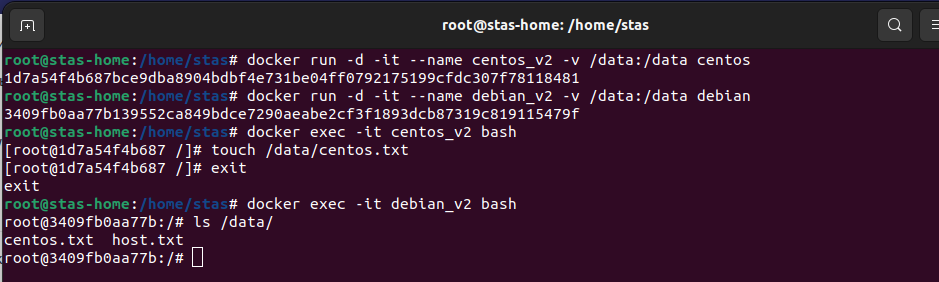 root@stas-home: /home/stas
root@stas-home:/home/stas# docker run -d -it --name centos_v2 -v /data:/data centos
1d7a54f4b687bce9dba8904bdbf4e731be04ff0792175199cfdc307f78118481
root@stas-home:/home/stas# docker run -d -it --name debian_v2 -v /data:/data debian
3409fb0aa77b139552ca849bdce7290aeabe2cf3f1893dcb87319c819115479f
root@stas-home:/home/stas# docker exec -it centos_v2 bash
[root@1d7a54f4b687 /]# touch /data/centos.txt
[root@1d7a54f4b687 /]# exit
exit
root@stas-home:/home/stas# docker exec -it debian_v2 bash
root@3409fb0aa77b:/# ls /data/
centos.txt  host.txt
root@3409fb0aa77b:/#